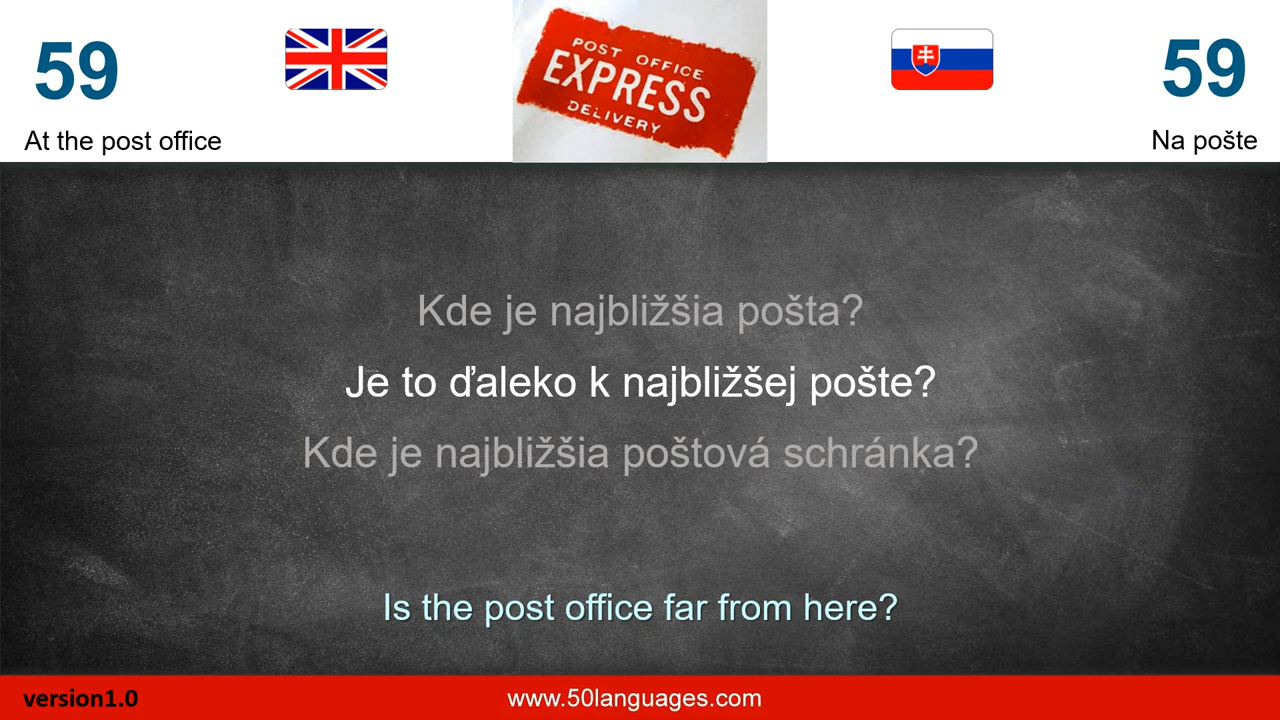 59
At the post office
POST OFFICE
EXPRESS
DELIVERY
59
Na pošte
Kde je najbližšia pošta?
Je to ďaleko k najbližšej pošte?
Kde je najbližšia poštová schránka?
Is the post office far from here?
version1.0
www.50languages.com